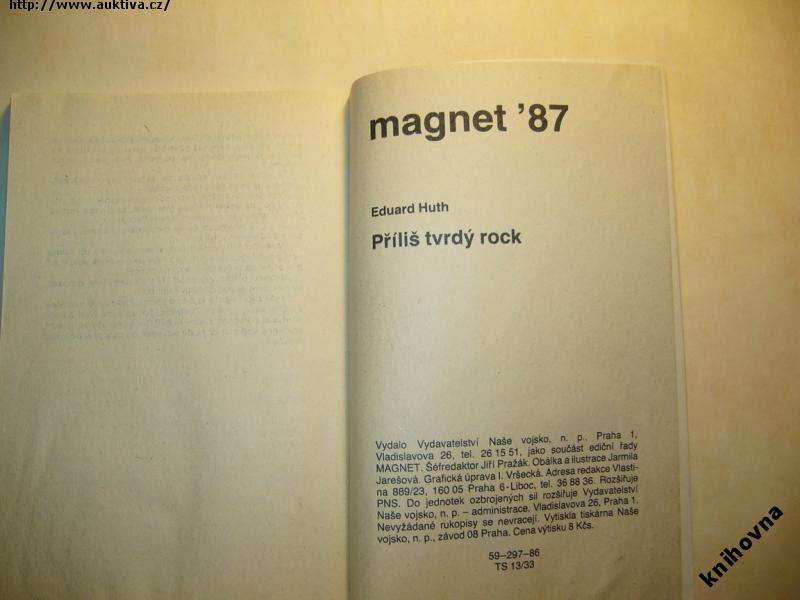 http://www.auktiva.cz/
magnet ’87
Eduard Huth
Příliš tvrdý rock
Vydalo Vydavatelství Naše vojsko, n. p., Praha 1,
Vladislavova 26, tel. 26 15 51, jako součást ediční řady
MAGNET. Šéfredaktor Jiří Pražák. Obálka a ilustrace Jarmila
Jarešová. Grafická úprava I. Vršecká. Adresa redakce Vlasti-
na 889/23, 160 05 Praha 6-Liboc, tel. 36 88 36. Rozšiřuje
PNS. Do jednotek ozbrojených sil rozšiřuje Vydavatelství
Naše vojsko, n. p. – administrace, Vladislavova 26, Praha 1.
Nevyžádané rukopisy se nevracejí. Vytiskla tiskárna Naše
vojsko, n. p., závod 08 Praha. Cena výtisku 8 Kčs.
59–297–86
TS 13/33
knihovna